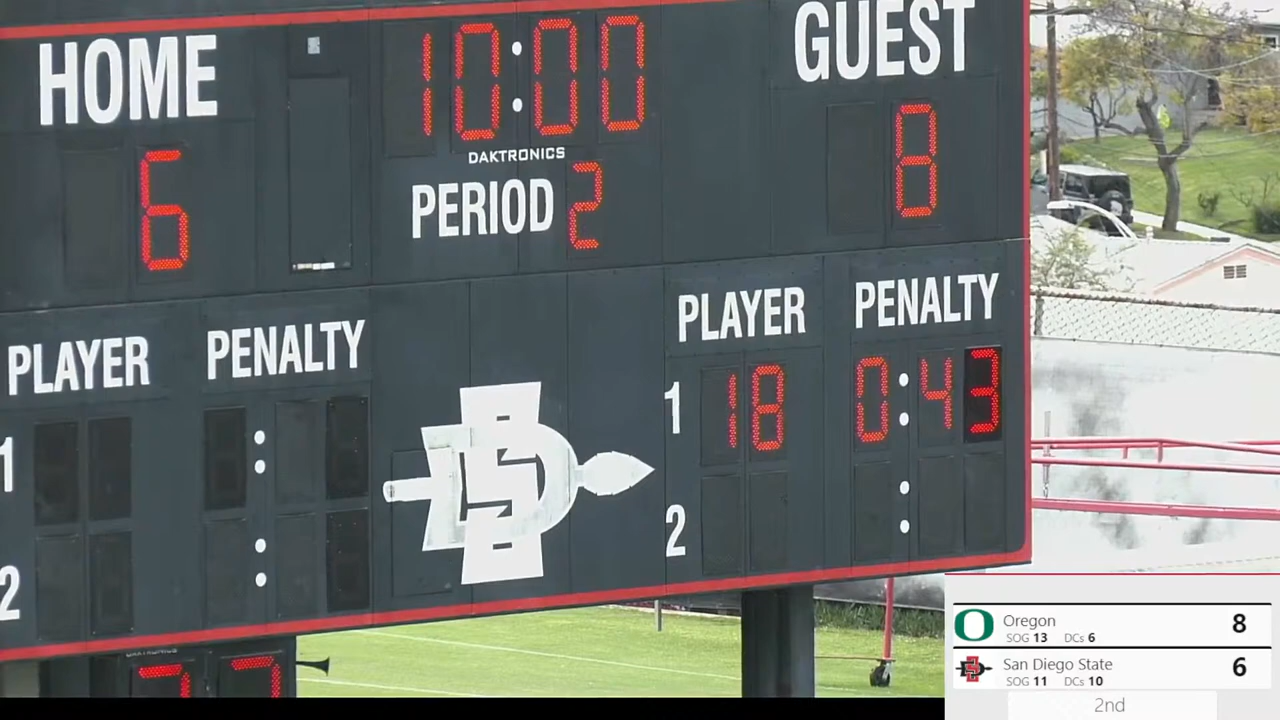 HOME
10:00
GUEST
6
DAKTRONICS
PERIOD 2
8
PLAYER PENALTY
PLAYER PENALTY
1 :
1 18 0:43
2 :
2 :
SD
Oregon 8
SOG 13 DCs 6
San Diego State 6
SOG 11 DCs 10
2nd